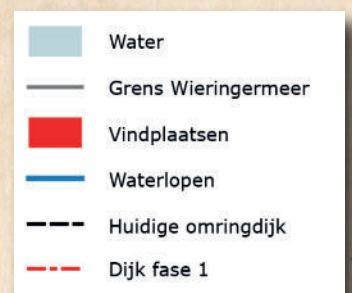 Water
Grens Wieringermeer
Vindplaatsen
Waterlopen
Huidige omringdijk
Dijk fase 1